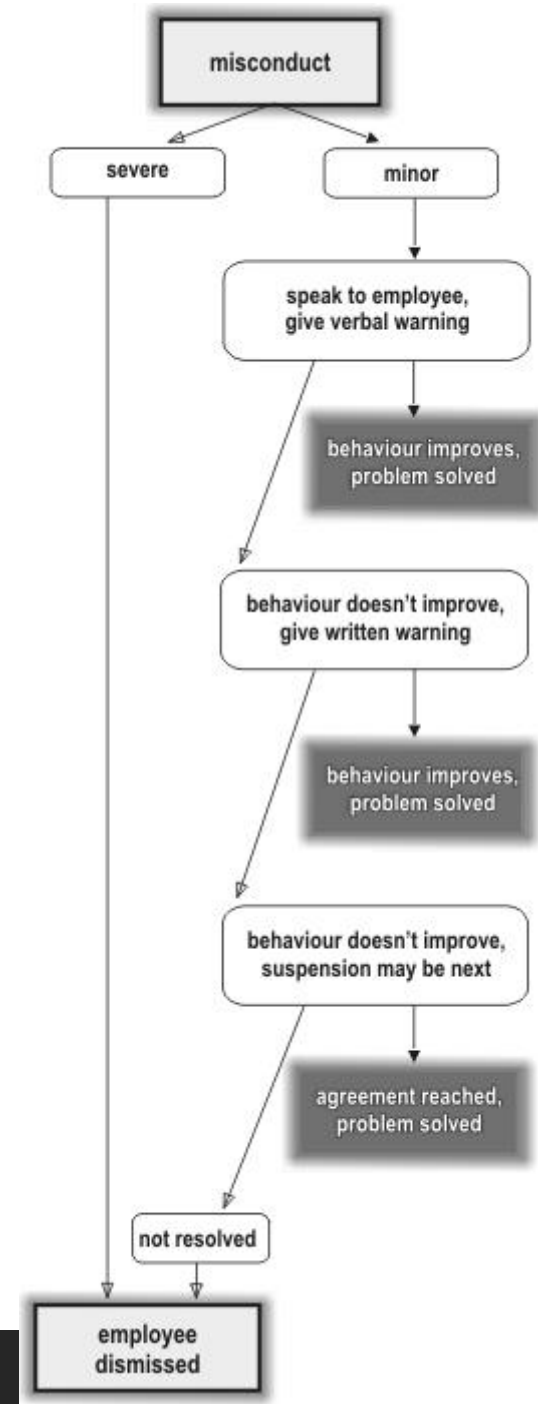 misconduct
severe
minor
speak to employee,
give verbal warning
behaviour improves,
problem solved
behaviour doesn't improve,
give written warning
behaviour improves,
problem solved
behaviour doesn't improve,
suspension may be next
agreement reached,
problem solved
not resolved
employee
dismissed